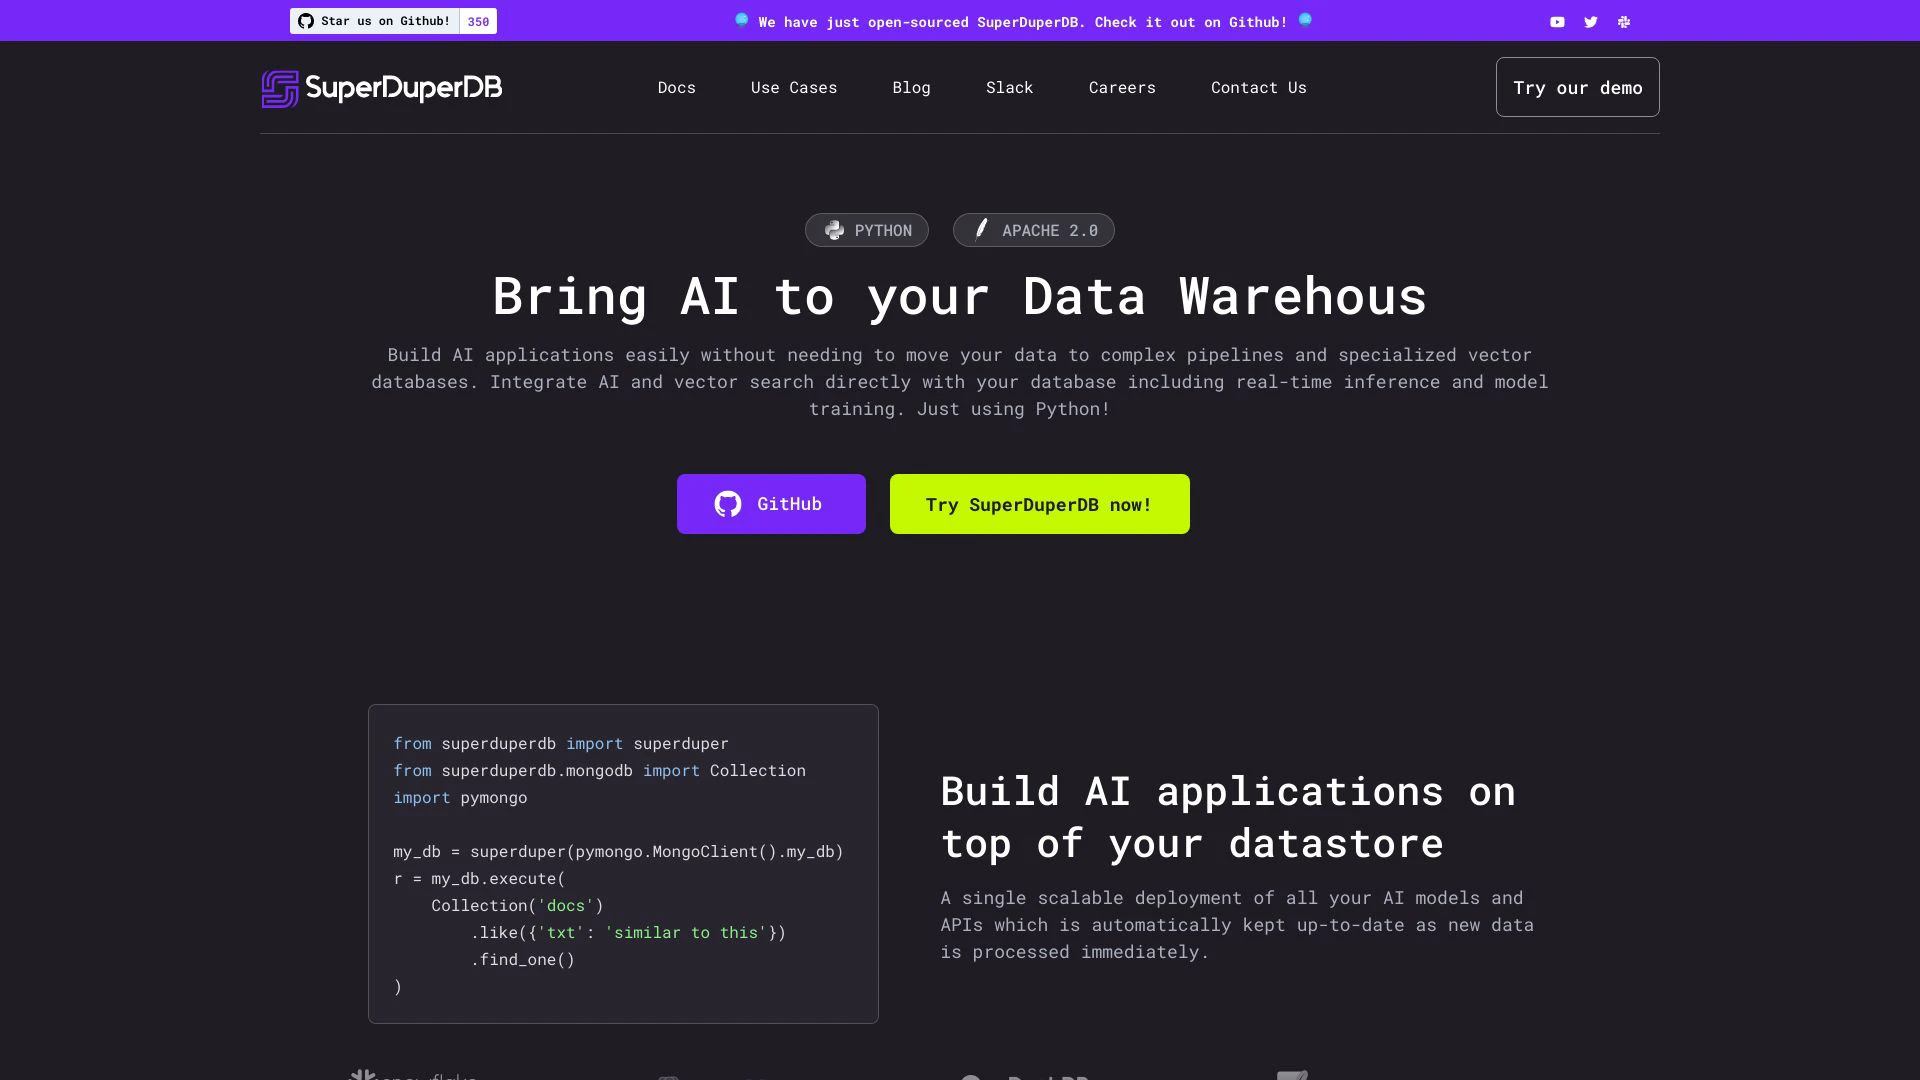 Star us on Github! 350
We have just open-sourced SuperDuperDB. Check it out on Github!
SuperDuperDB
Docs Use Cases Blog Slack Careers Contact Us
Try our demo
PYTHON APACHE 2.0
Bring AI to your Data Warehous
Build AI applications easily without needing to move your data to complex pipelines and specialized vector
databases. Integrate AI and vector search directly with your database including real-time inference and model
training. Just using Python!
GitHub Try SuperDuperDB now!
from superduperdb import superduper
from superduperdb.mongodb import Collection
import pymongo
my_db = superduper(pymongo.MongoClient().my_db)
r = my_db.execute(
    Collection('docs')
        .like({'txt': 'similar to this'})
        .find_one()
)
Build AI applications on
top of your datastore
A single scalable deployment of all your AI models and
APIs which is automatically kept up-to-date as new data
is processed immediately.